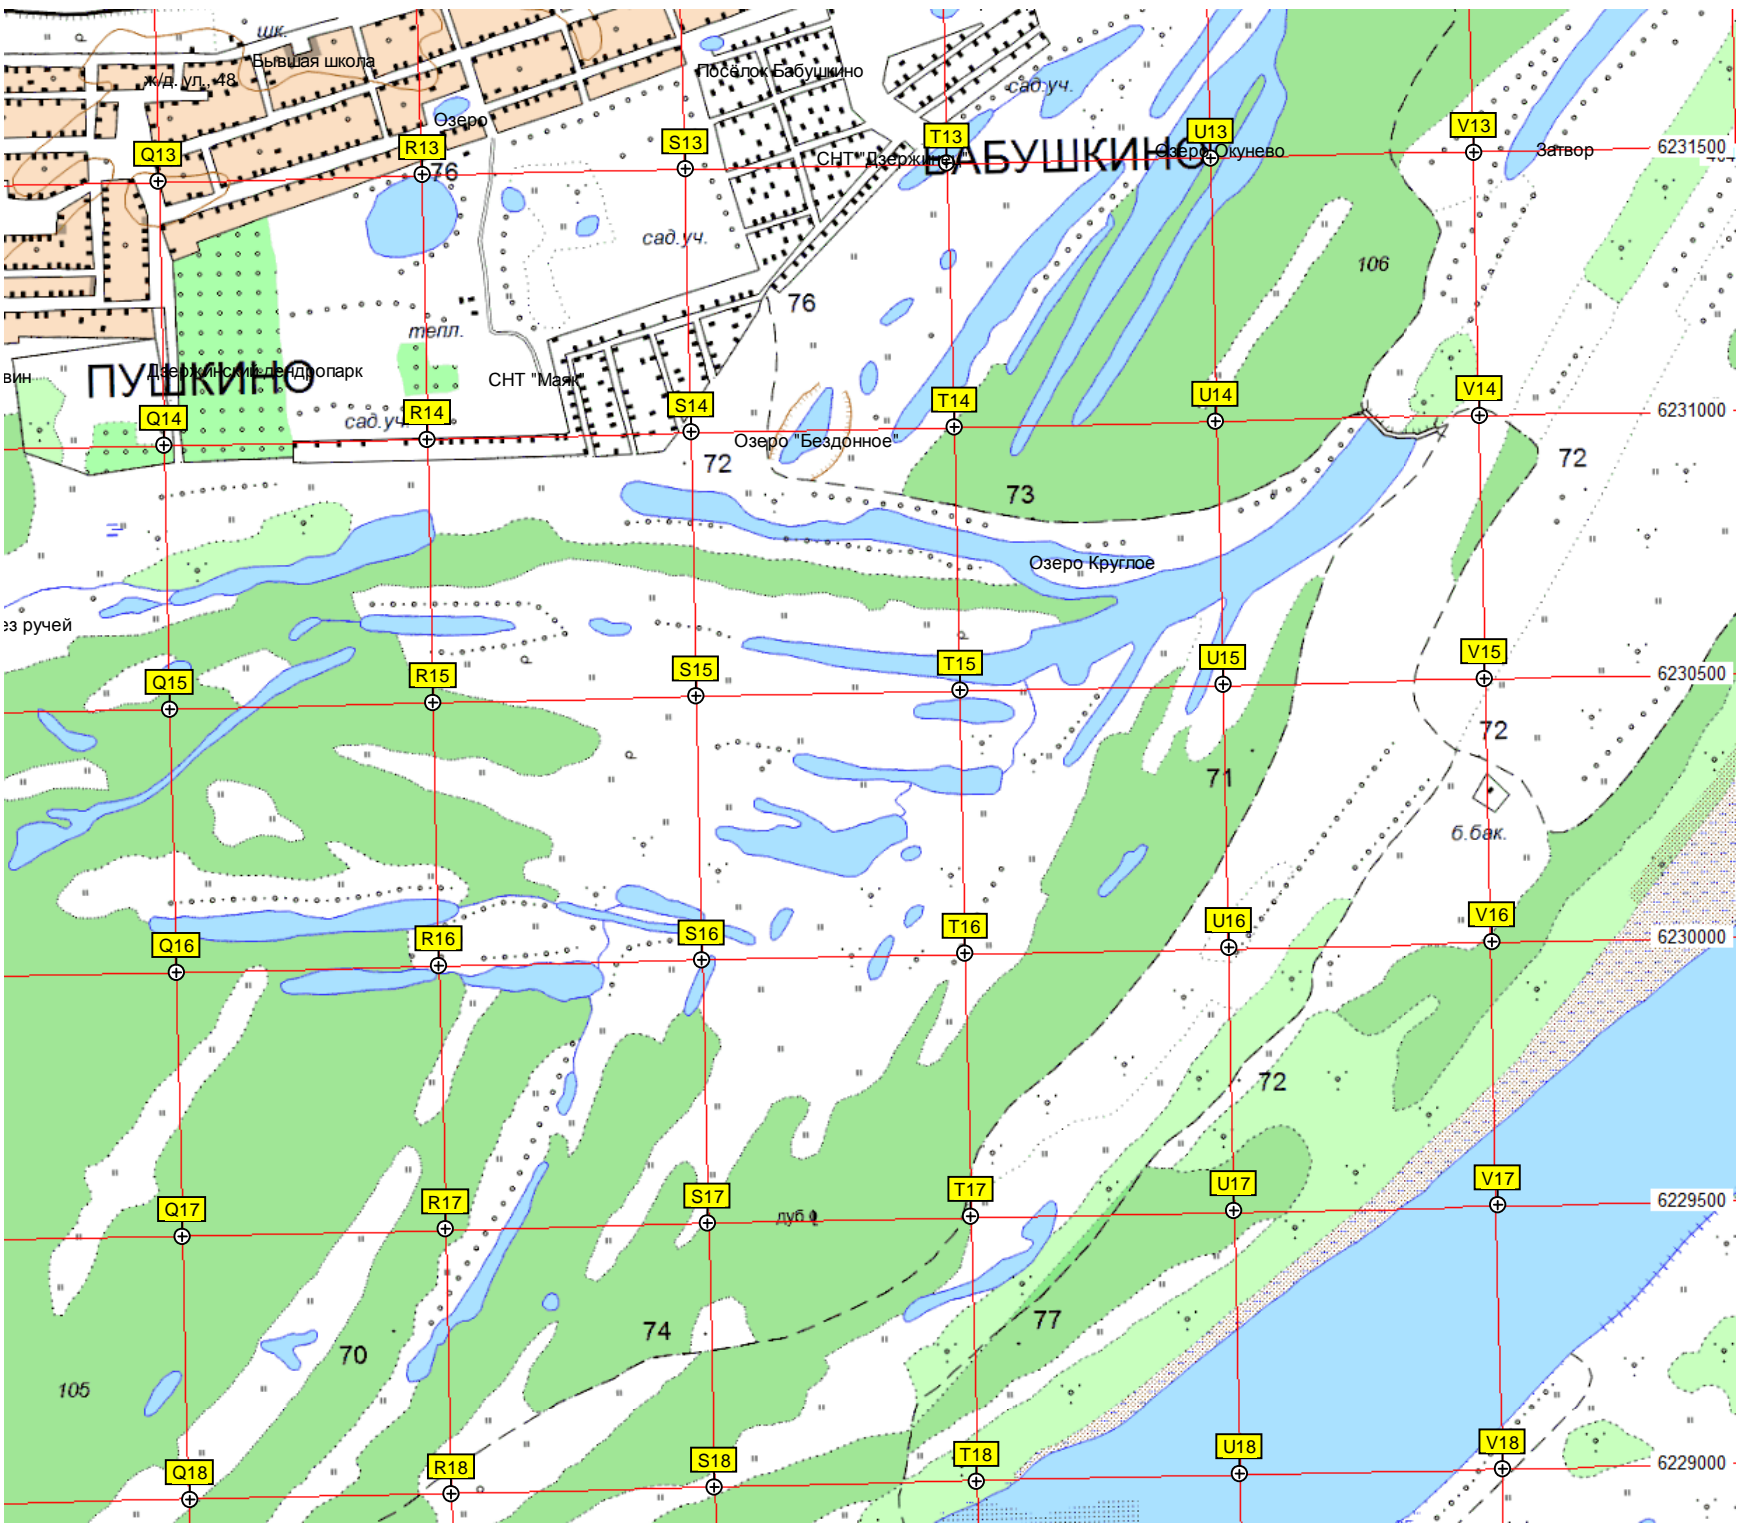 шк.
Бывшая школа
ж/д. ул., 48
Посёлок Бабушкино
сад.уч.
Озеро
Q13
R13
S13
T13
U13
V13
6231500
76
СНТ "Дзержинец"
БАБУШКИНО
Озеро Окунево
Затвор
сад.уч.
106
76
тепл.
вин
ПУШКИНО
Дзержинский дендропарк
СНТ "Маяк"
Q14
R14
S14
T14
U14
V14
6231000
сад.уч.
Озеро "Бездонное"
72
72
73
Озеро Круглое
ез ручей
Q15
R15
S15
T15
U15
V15
6230500
72
71
б.бак.
Q16
R16
S16
T16
U16
V16
6230000
72
Q17
R17
S17
T17
U17
V17
6229500
дуб
77
74
70
105
Q18
R18
S18
T18
U18
V18
6229000